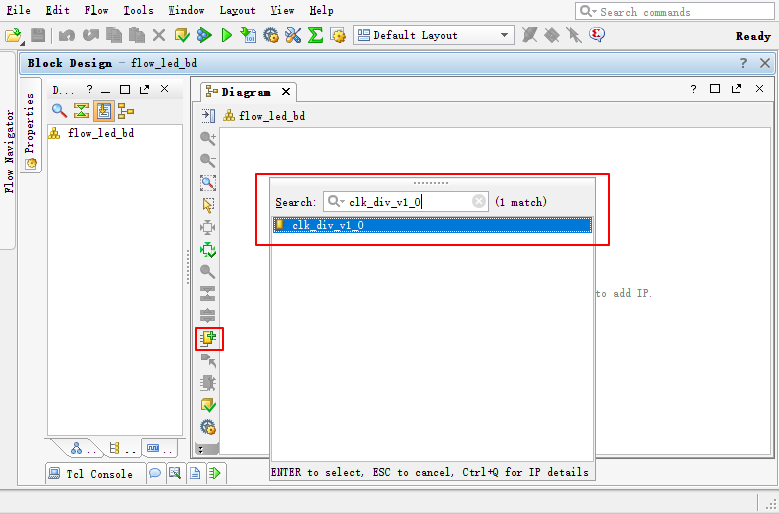 File Edit Flow Tools Window Layout View Help
Search commands
Default Layout
Ready
Block Design - flow_led_bd
Flow Navigator
Properties
D...
Diagram
flow_led_bd
flow_led_bd
Search: clk_div_v1_0 (1 match)
clk_div_v1_0
to add IP.
ENTER to select, ESC to cancel, Ctrl+Q for IP details
Tcl Console